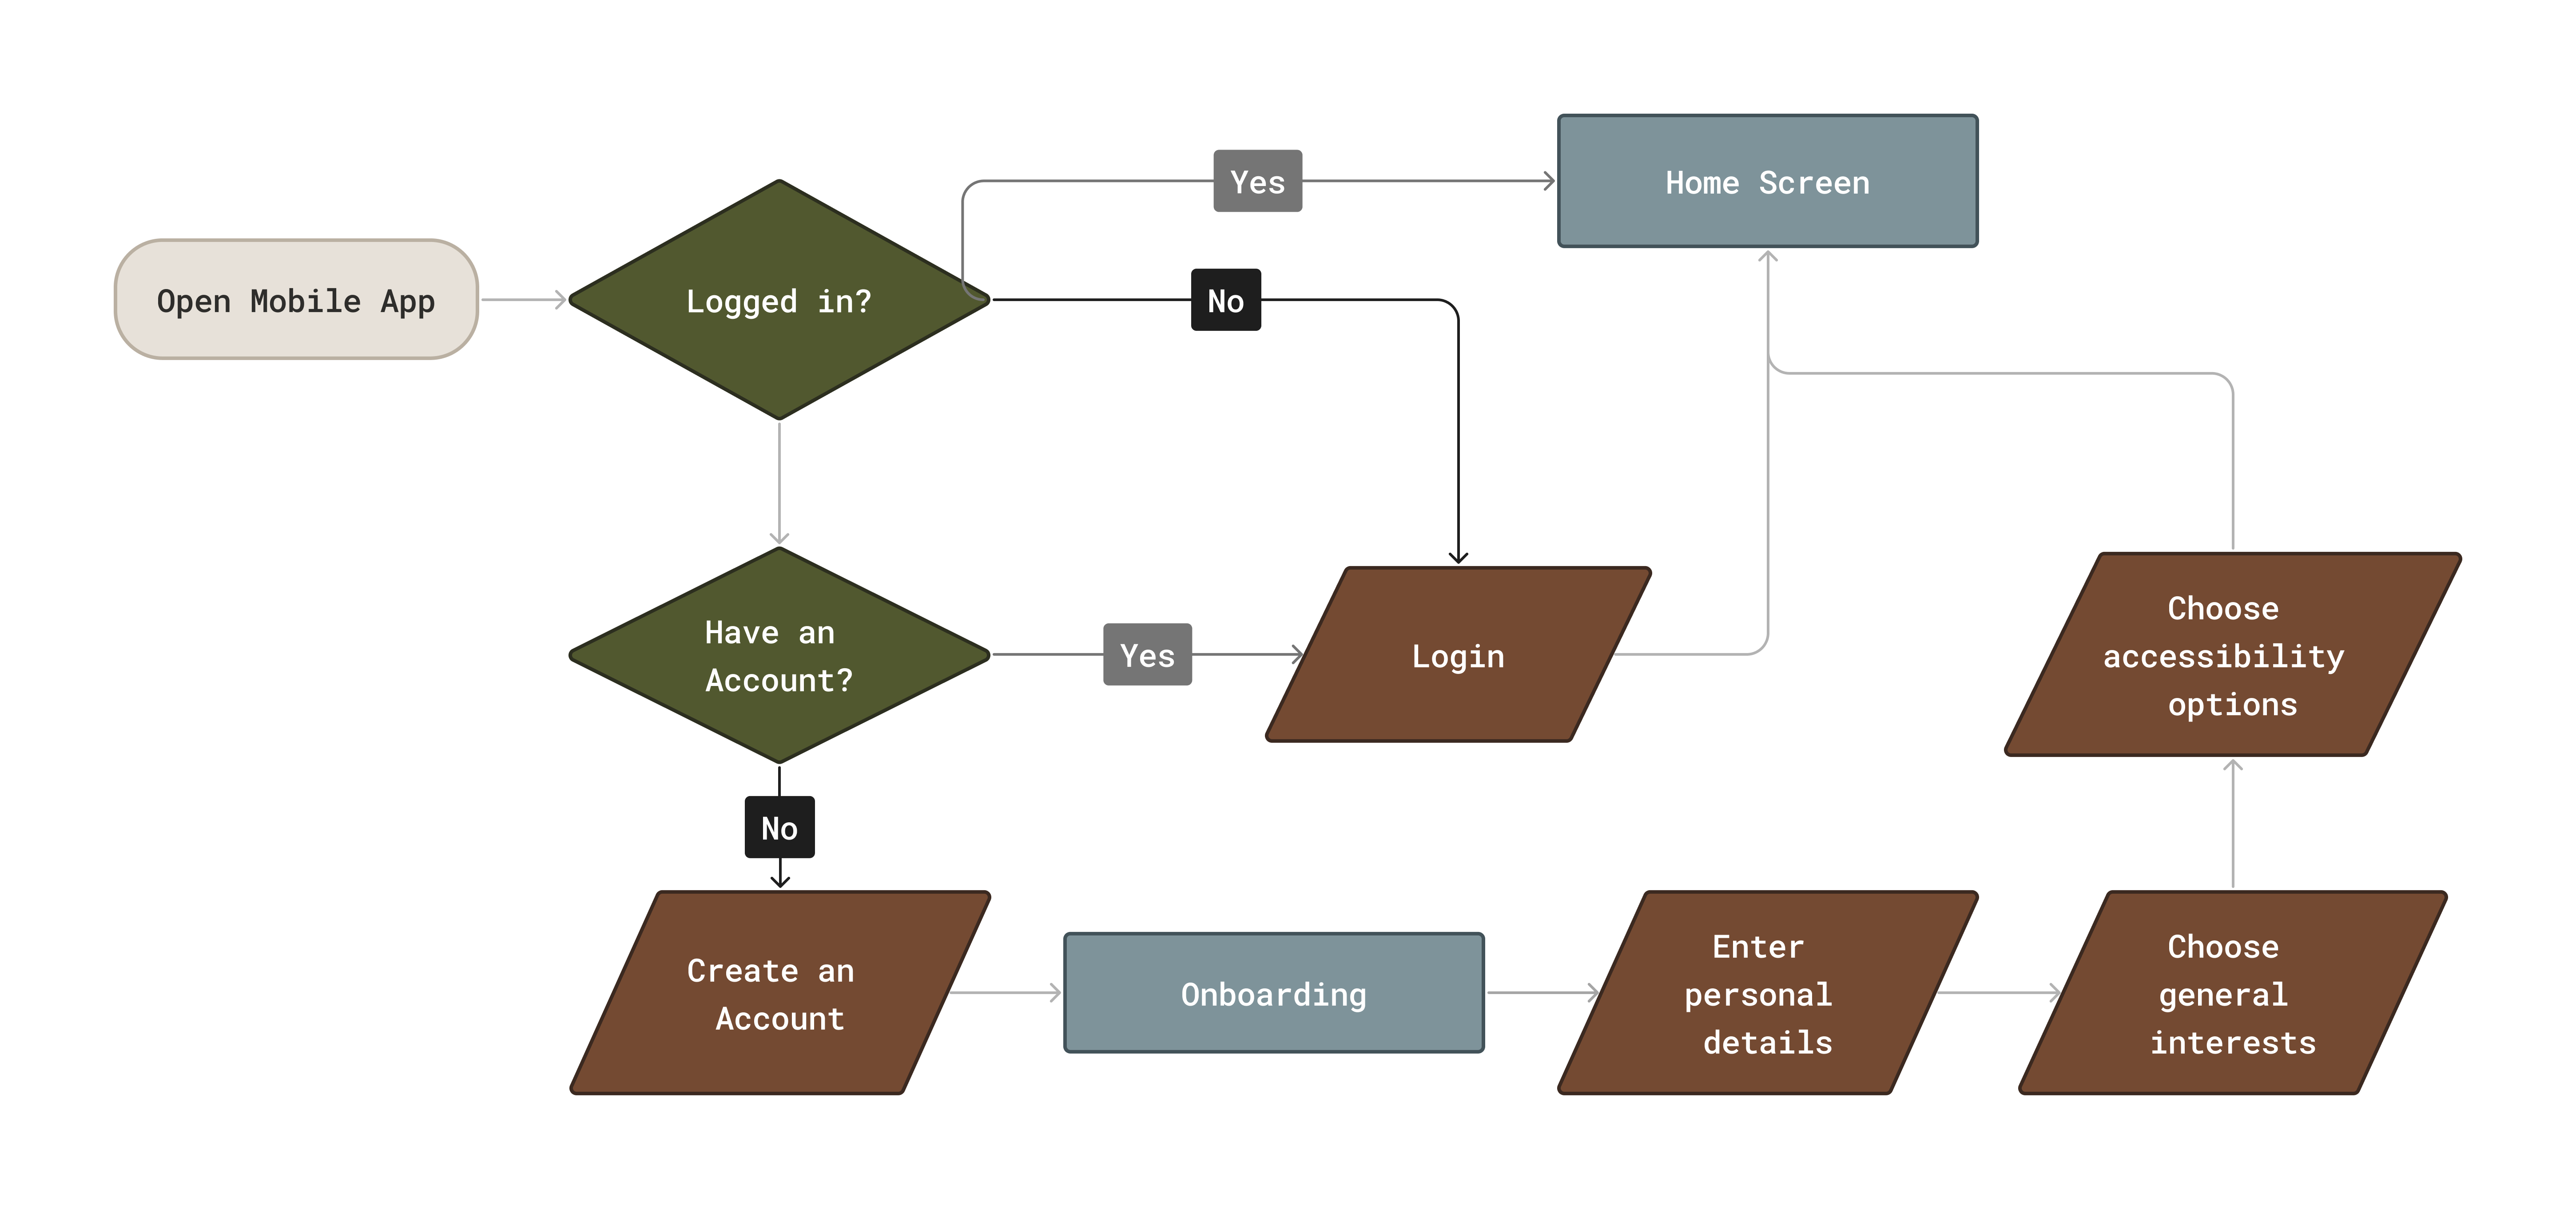 Yes
Home Screen
Open Mobile App
Logged in?
No
Have an
Account?
Yes
Login
Choose
accessibility
options
No
Create an
Account
Onboarding
Enter
personal
details
Choose
general
interests